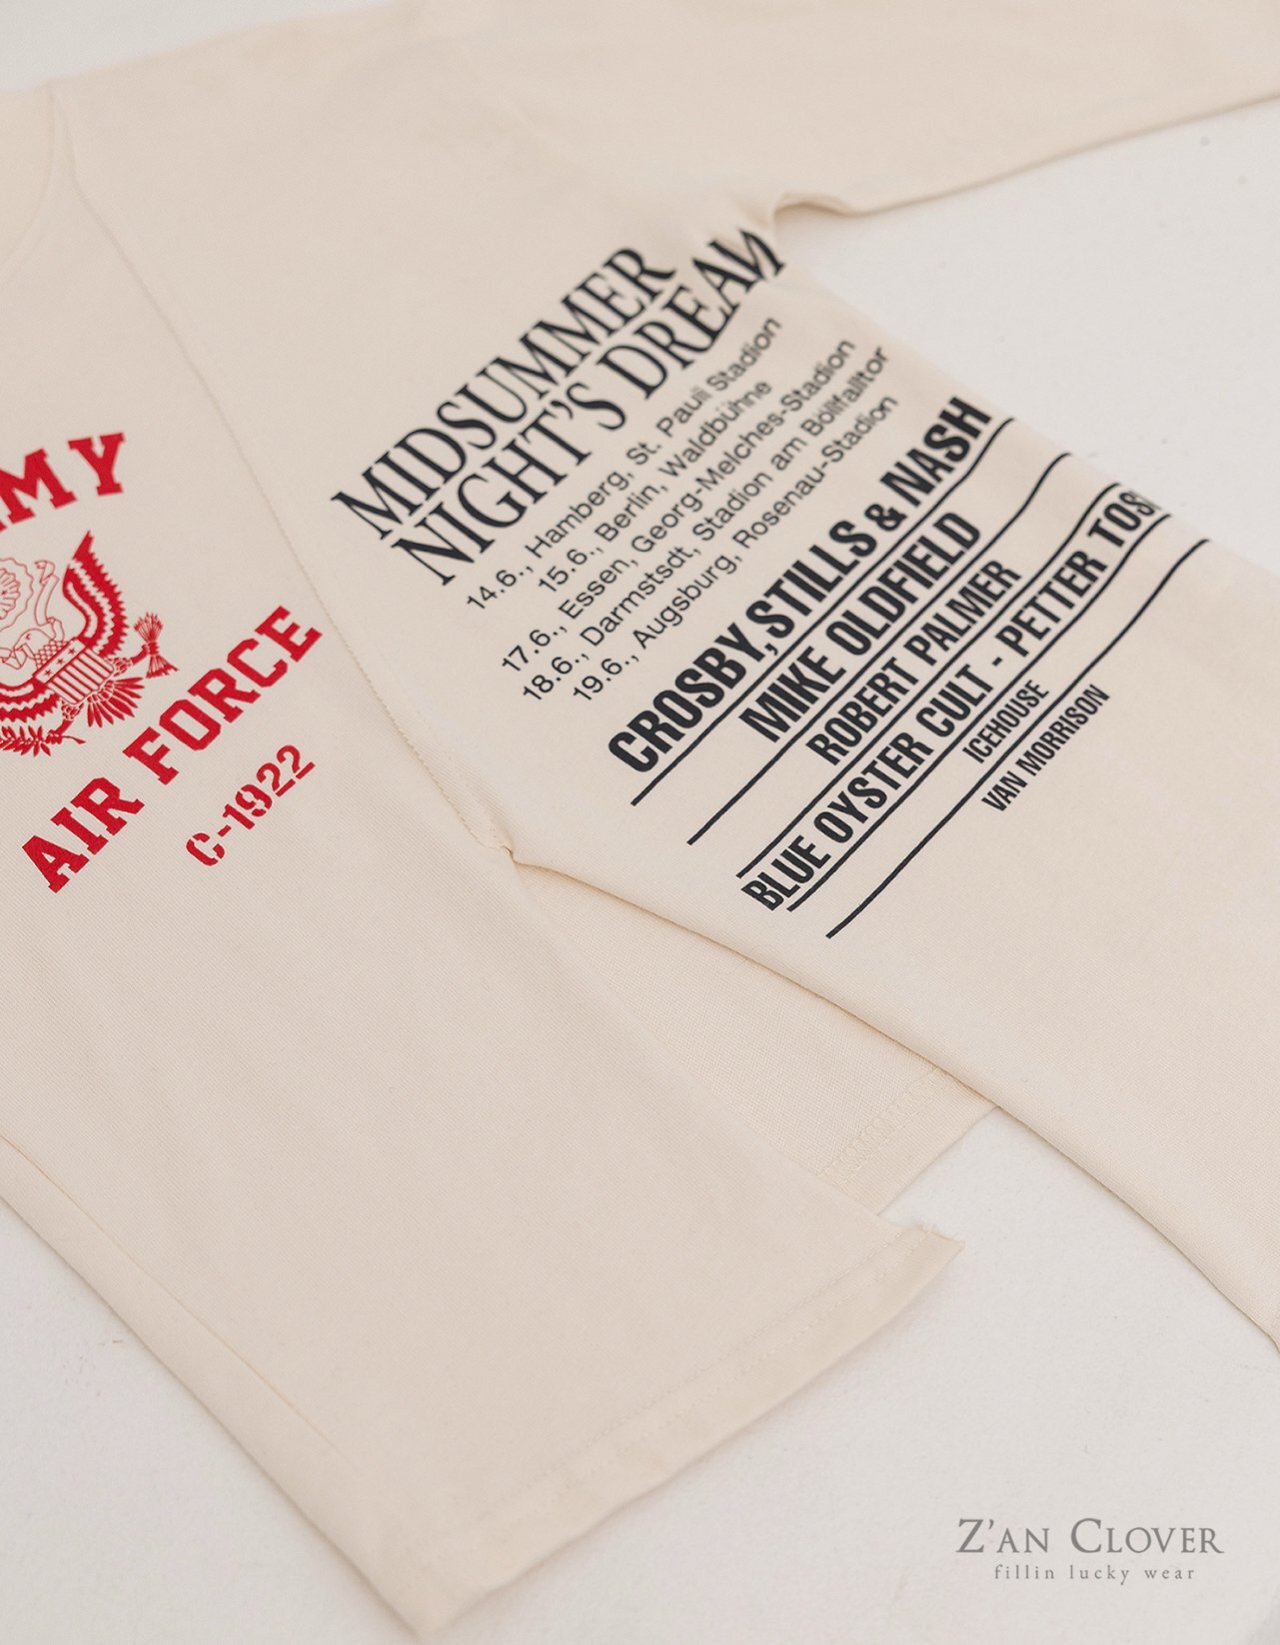 MY
AIR FORCE
C-1922
MIDSUMMER
NIGHT'S DREAM
14.6., Hamberg, St. Pauli Stadion
15.6., Berlin, Waldbühne
17.6., Essen, Georg-Melches-Stadion
18.6., Darmstsdt, Stadion am Böllfalltor
19.6., Augsburg, Rosenau-Stadion
CROSBY, STILLS & NASH
MIKE OLDFIELD
ROBERT PALMER
BLUE OYSTER CULT - PETTER TOS
ICEHOUSE
VAN MORRISON
Z'AN CLOVER
fillin lucky wear